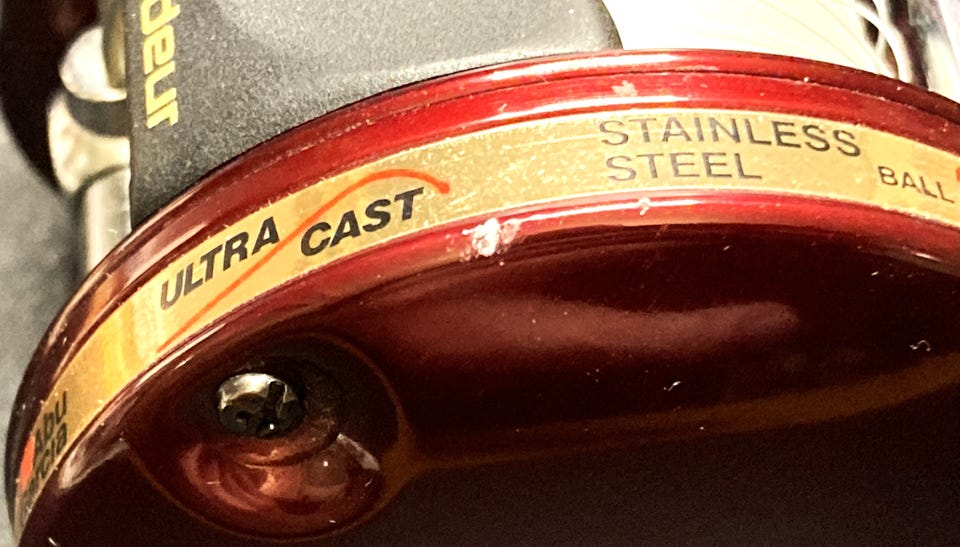 deur
Abu
Garcia
ULTRA CAST
STAINLESS
STEEL
BALL